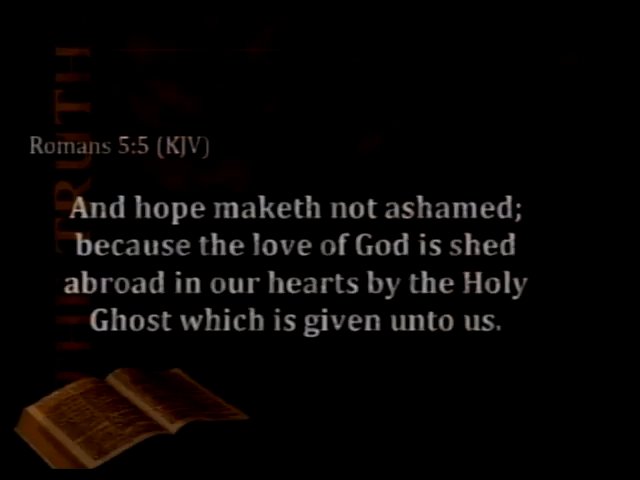 TRUTH
Romans 5:5 (KJV)
And hope maketh not ashamed;
because the love of God is shed
abroad in our hearts by the Holy
Ghost which is given unto us.